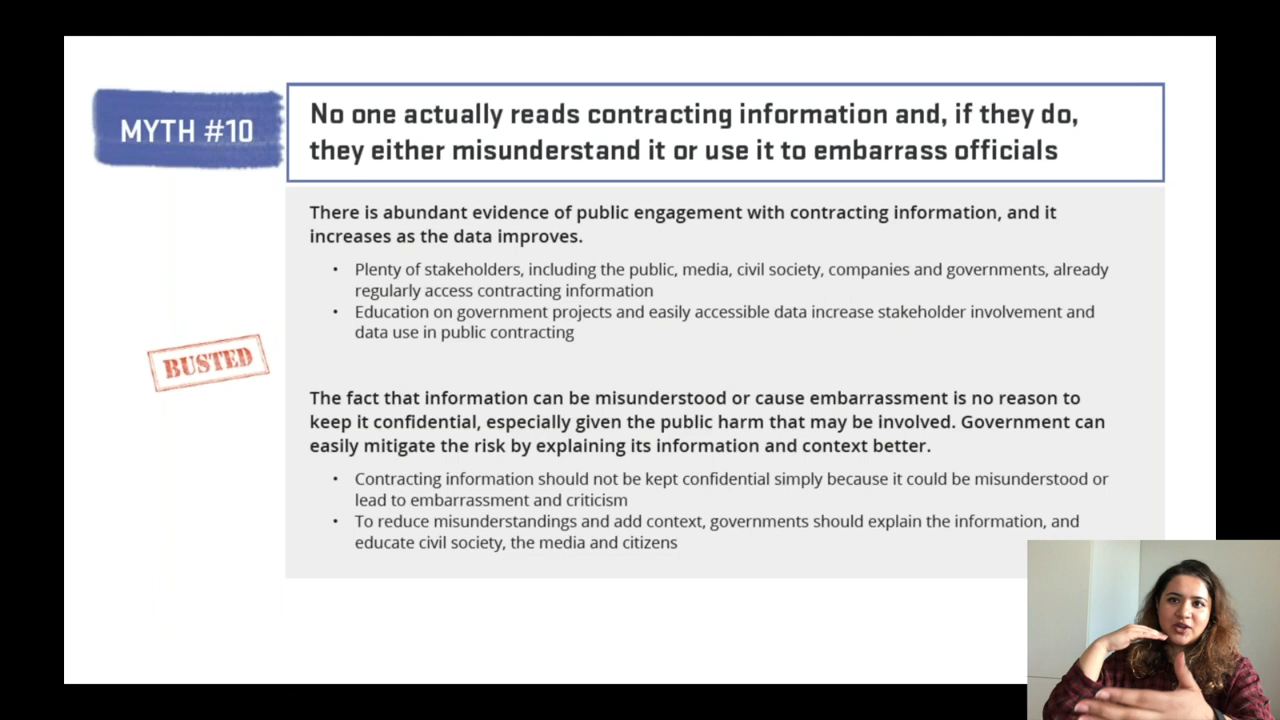 MYTH #10
No one actually reads contracting information and, if they do,
they either misunderstand it or use it to embarrass officials
There is abundant evidence of public engagement with contracting information, and it
increases as the data improves.
• Plenty of stakeholders, including the public, media, civil society, companies and governments, already
regularly access contracting information
• Education on government projects and easily accessible data increase stakeholder involvement and
data use in public contracting
BUSTED
The fact that information can be misunderstood or cause embarrassment is no reason to
keep it confidential, especially given the public harm that may be involved. Government can
easily mitigate the risk by explaining its information and context better.
• Contracting information should not be kept confidential simply because it could be misunderstood or
lead to embarrassment and criticism
• To reduce misunderstandings and add context, governments should explain the information, and
educate civil society, the media and citizens